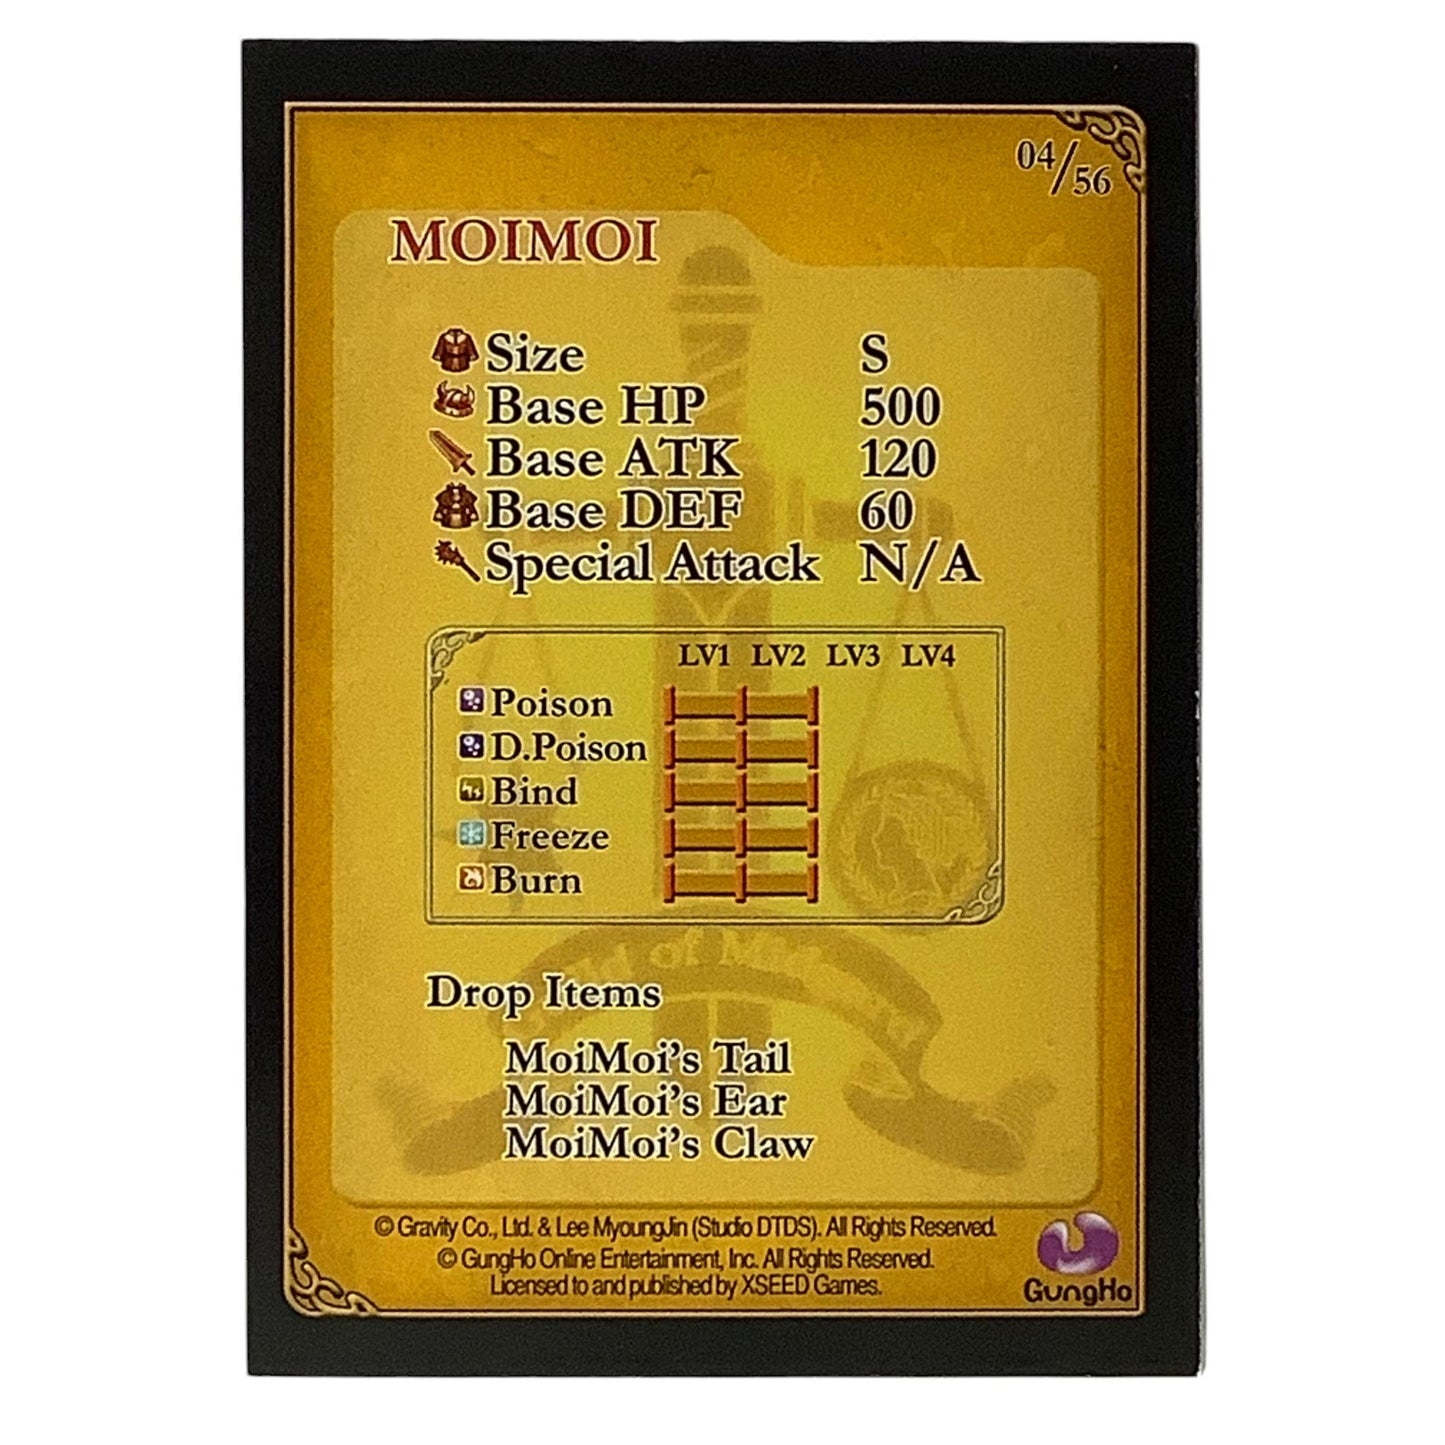 04/56
MOIMOI
Size S
Base HP 500
Base ATK 120
Base DEF 60
Special Attack N/A
LV1 LV2 LV3 LV4
Poison
D.Poison
Bind
Freeze
Burn
of
Drop Items
MoiMoi's Tail
MoiMoi's Ear
MoiMoi's Claw
© Gravity Co., Ltd. & Lee MyoungJin (Studio DTDS). All Rights Reserved.
© GungHo Online Entertainment, Inc. All Rights Reserved.
Licensed to and published by XSEED Games.
GungHo